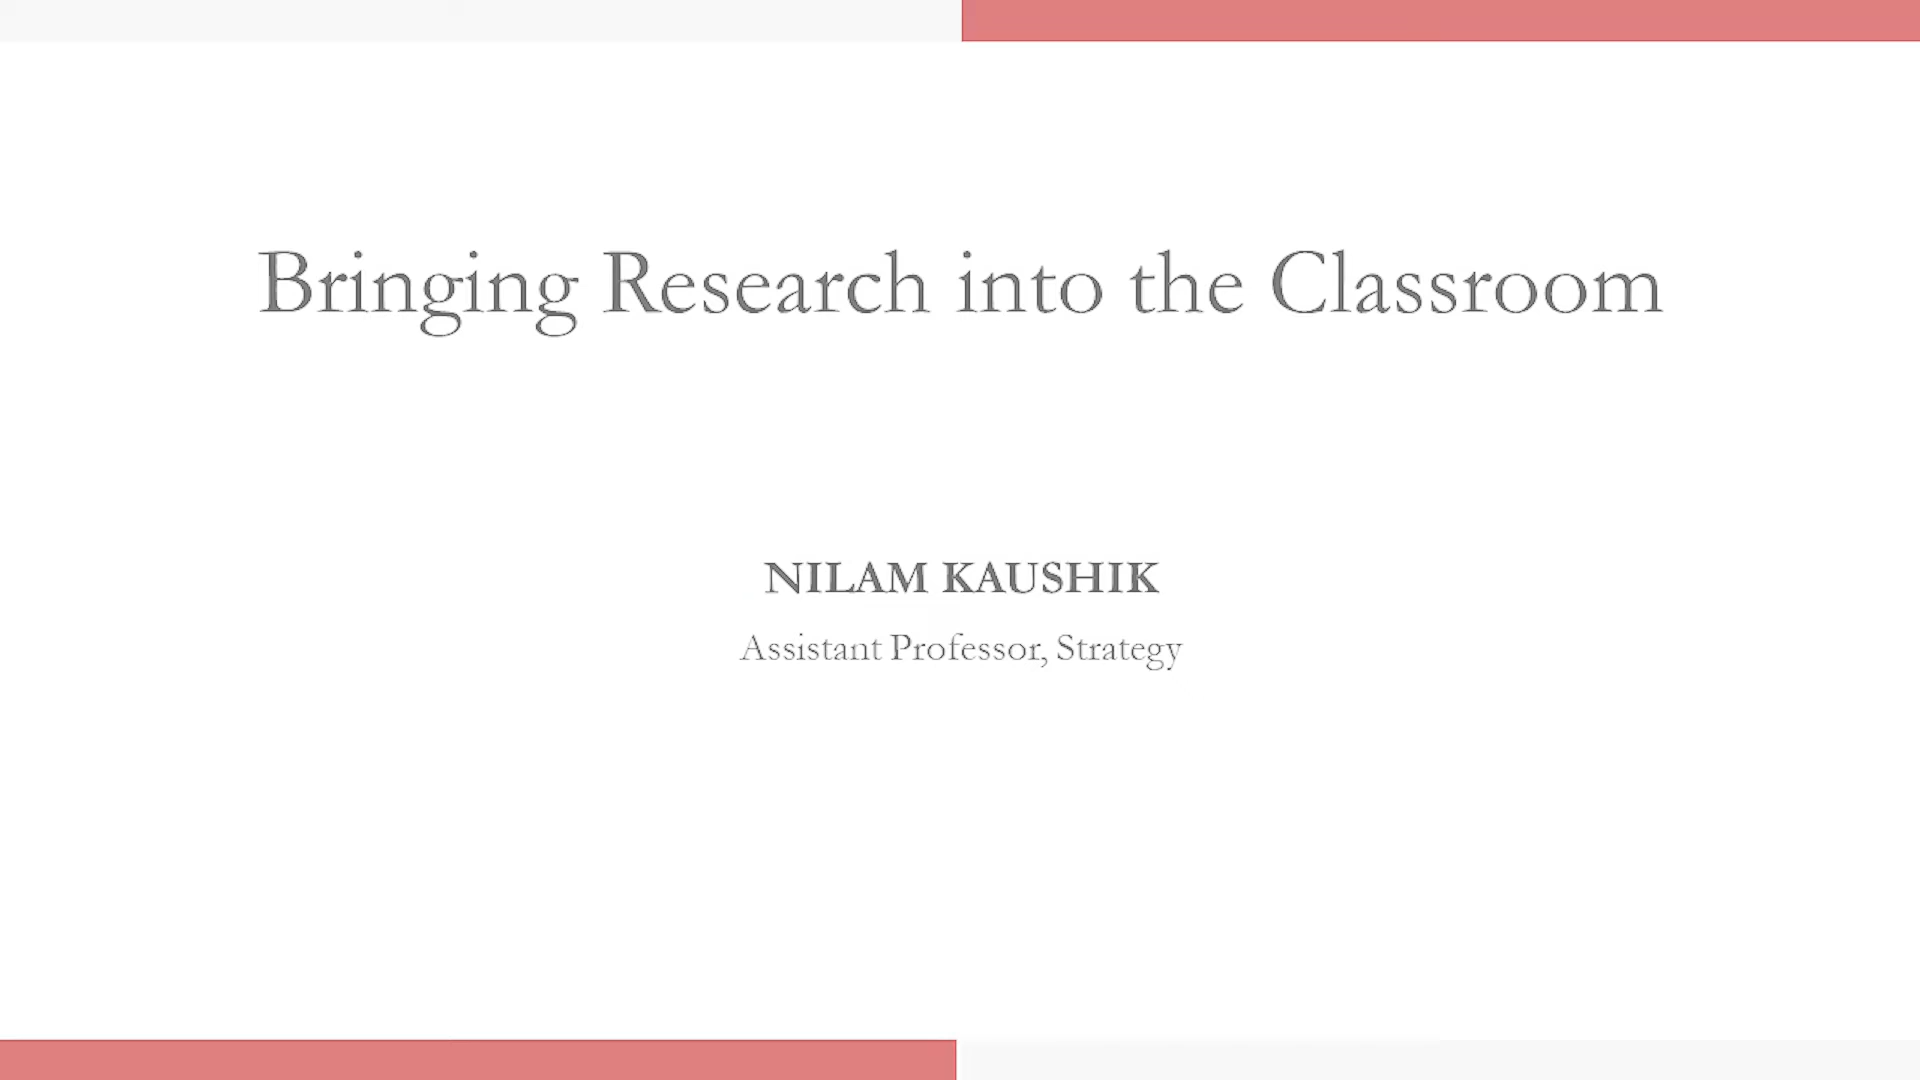 Bringing Research into the Classroom
NILAM KAUSHIK
Assistant Professor, Strategy